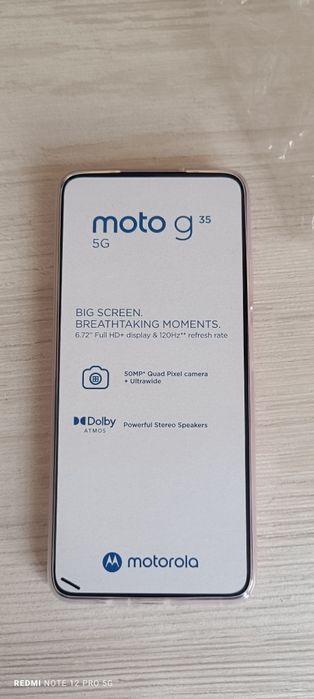 moto g 35
5G
BIG SCREEN.
BREATHTAKING MOMENTS.
6.72" Full HD+ display & 120Hz** refresh rate
50MP* Quad Pixel camera
+ Ultrawide
Dolby
ATMOS
Powerful Stereo Speakers
motorola
REDMI NOTE 12 PRO 5G